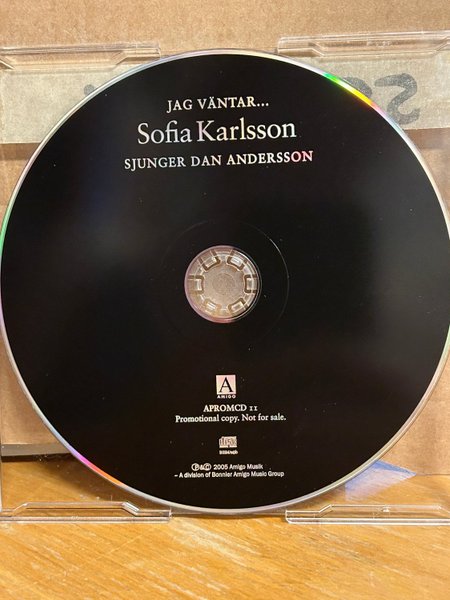 JAG VÄNTAR...
Sofia Karlsson
SJUNGER DAN ANDERSSON
A
AMIGO
APROMCD 11
Promotional copy. Not for sale.
℗&© 2005 Amigo Musik
– A division of Bonnier Amigo Music Group